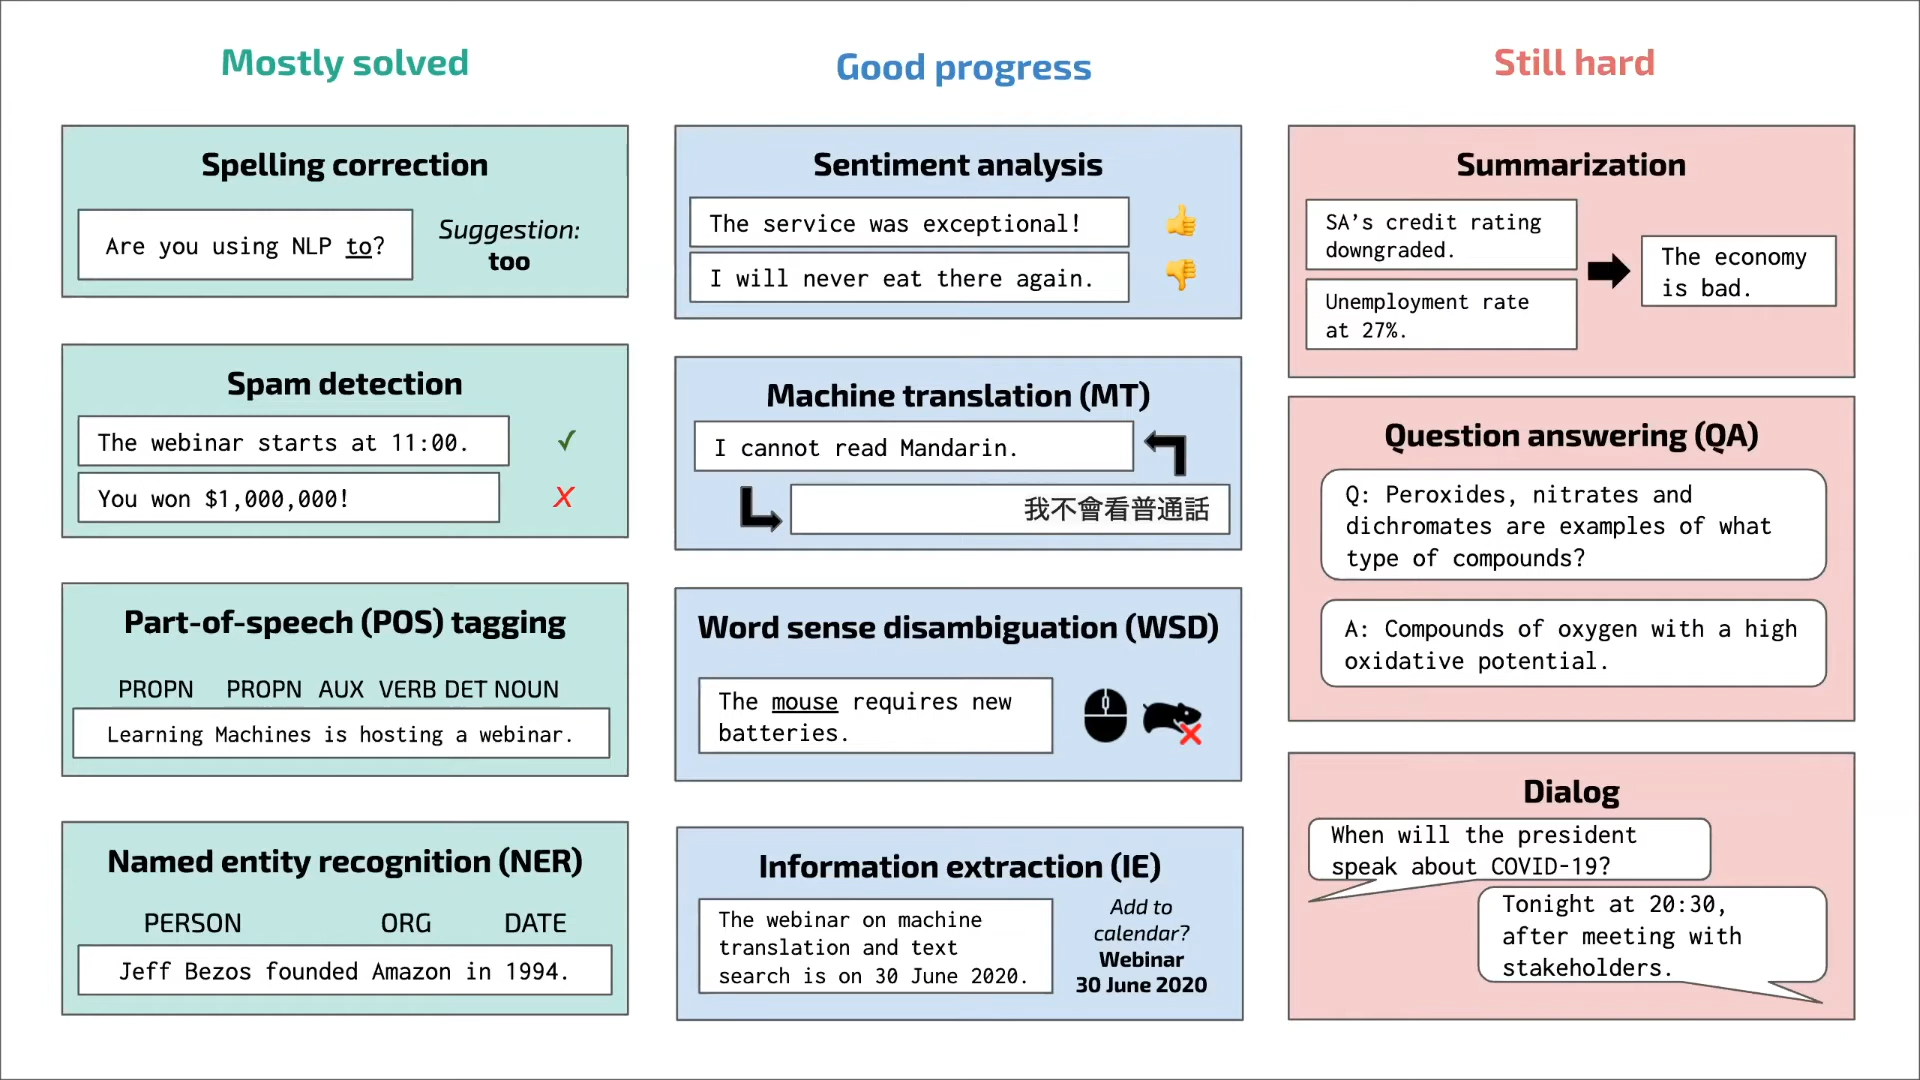 Mostly solved
Spelling correction
Are you using NLP to?
Suggestion:
too
Spam detection
The webinar starts at 11:00.
You won $1,000,000!
Part-of-speech (POS) tagging
PROPN PROPN AUX VERB DET NOUN
Learning Machines is hosting a webinar.
Named entity recognition (NER)
PERSON ORG DATE
Jeff Bezos founded Amazon in 1994.
Good progress
Sentiment analysis
The service was exceptional!
I will never eat there again.
Machine translation (MT)
I cannot read Mandarin.
我不會看普通話
Word sense disambiguation (WSD)
The mouse requires new
batteries.
Information extraction (IE)
The webinar on machine
translation and text
search is on 30 June 2020.
Add to
calendar?
Webinar
30 June 2020
Still hard
Summarization
SA's credit rating
downgraded.
Unemployment rate
at 27%.
The economy
is bad.
Question answering (QA)
Q: Peroxides, nitrates and
dichromates are examples of what
type of compounds?
A: Compounds of oxygen with a high
oxidative potential.
Dialog
When will the president
speak about COVID-19?
Tonight at 20:30,
after meeting with
stakeholders.